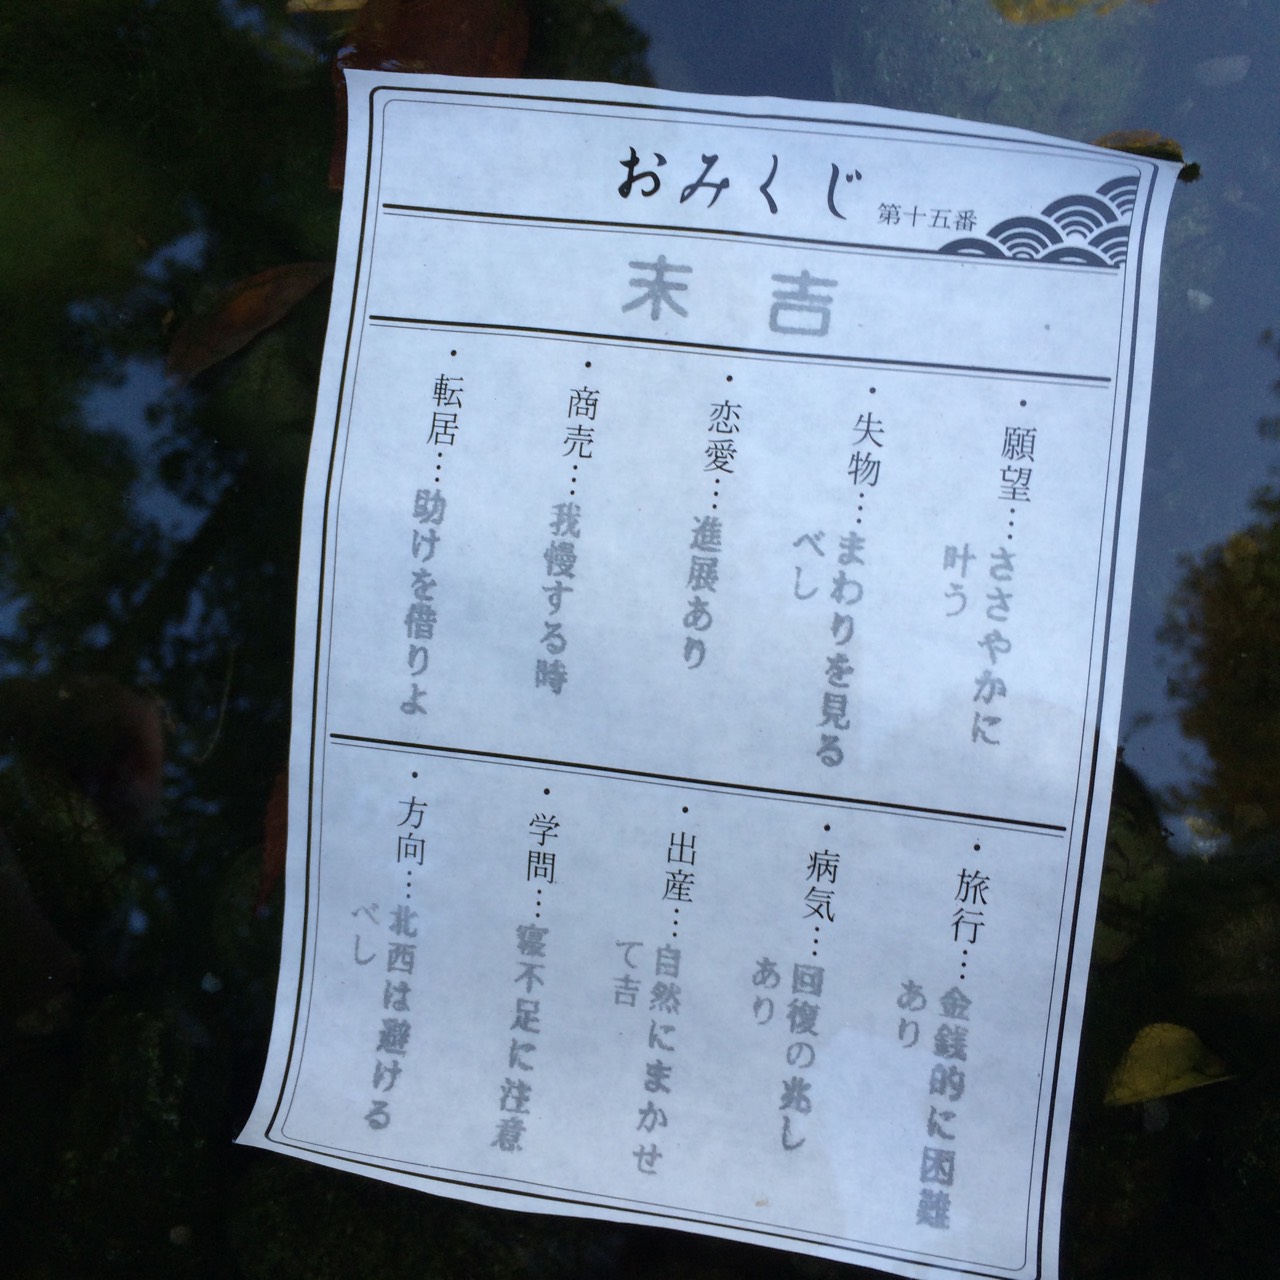 おみくじ 第十五番
末吉
・願望…ささやかに
叶う
・失物…まわりを見る
べし
・恋愛…進展あり
・商売…我慢する時
・転居…助けを借りよ
・旅行…金銭的に困難
あり
・病気…回復の兆し
あり
・出産…自然にまかせ
て吉
・学問…寝不足に注意
・方向…北西は避ける
べし